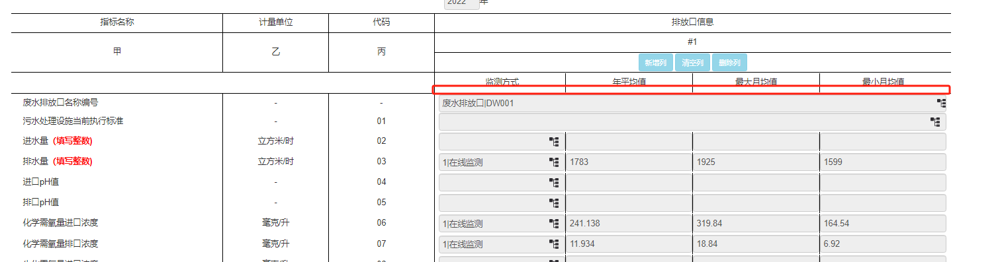 2022 年
指标名称 计量单位 代码 排放口信息
甲 乙 丙 #1
新增列 清空列 删除列
监测方式 年平均值 最大月均值 最小月均值
废水排放口名称编号 - - 废水排放口|DW001
污水处理设施当前执行标准 - 01
进水量（填写整数) 立方米/时 02
排水量（填写整数) 立方米/时 03 1|在线监测 1783 1925 1599
进口pH值 - 04
排口pH值 - 05
化学需氧量进口浓度 毫克/升 06 1|在线监测 241.138 319.84 164.54
化学需氧量排口浓度 毫克/升 07 1|在线监测 11.934 18.84 6.92